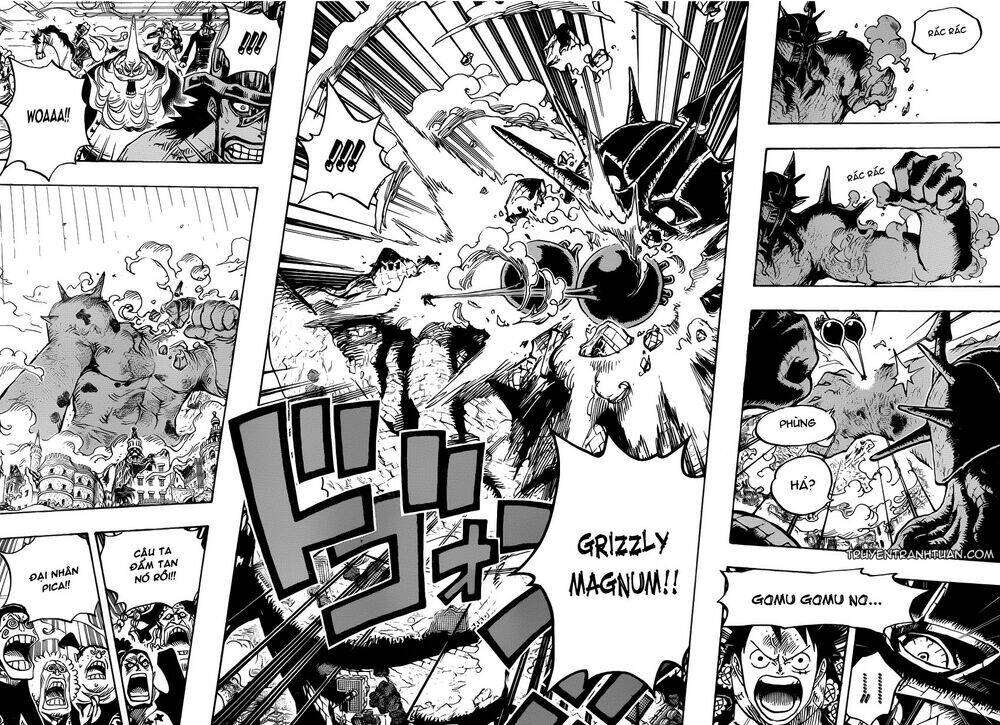 RẮC RẮC
RẮC RẮC
PHỪNG
HẢ?
TRUYENTRANHTUAN.COM
GOMU GOMU NO...
!! !!
GRIZZLY
MAGNUM!!
ドゴォン
!!!
!!!
WOAAA!!
CẬU TA
ĐẤM TAN
NÓ RỒI!!
ĐẠI NHÂN
PICA!!